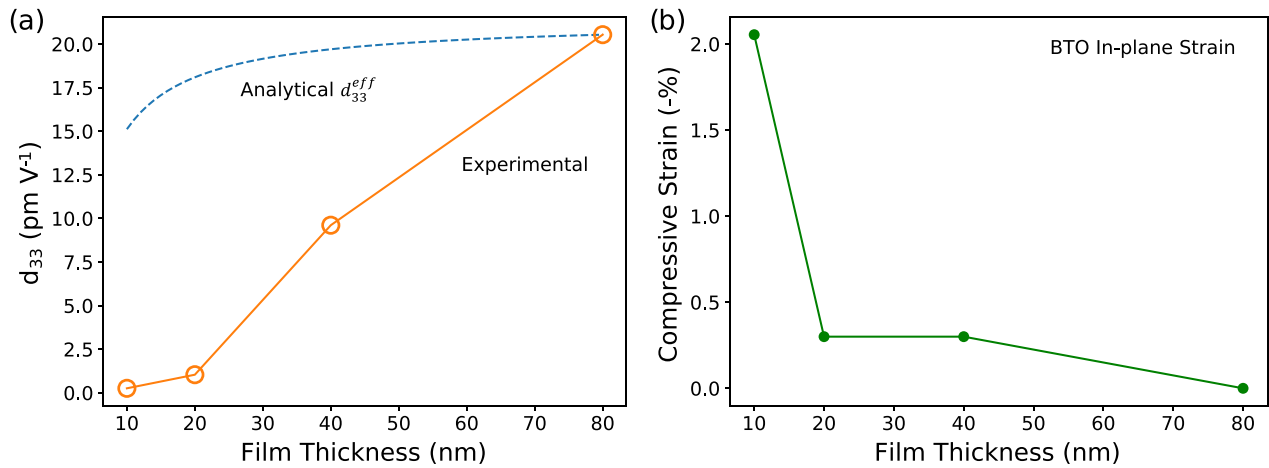 (a)
20.0
17.5
15.0
12.5
10.0
7.5
5.0
2.5
0.0
d₃₃ (pm V⁻¹)
Analytical d₃₃ᵉᶠᶠ
Experimental
10 20 30 40 50 60 70 80
Film Thickness (nm)
(b)
2.0
1.5
1.0
0.5
0.0
Compressive Strain (-%)
BTO In-plane Strain
10 20 30 40 50 60 70 80
Film Thickness (nm)